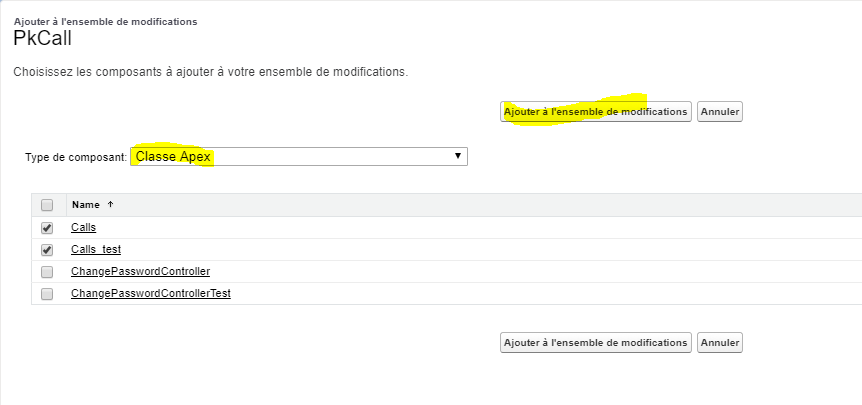 Ajouter à l'ensemble de modifications
PkCall
Choisissez les composants à ajouter à votre ensemble de modifications.
Ajouter à l'ensemble de modifications Annuler
Type de composant: Classe Apex
Name ↑
Calls
Calls_test
ChangePasswordController
ChangePasswordControllerTest
Ajouter à l'ensemble de modifications Annuler